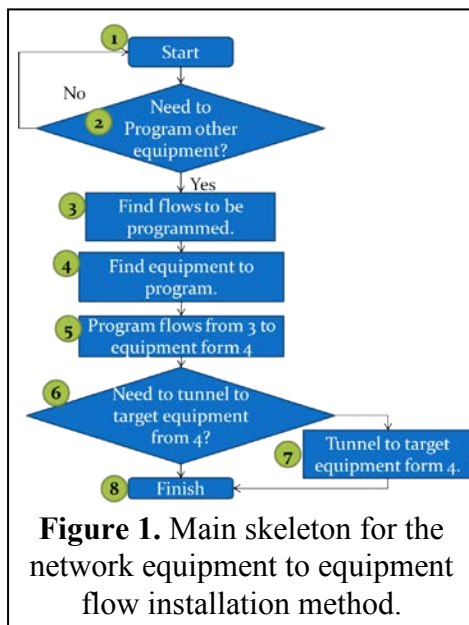 1
Start
No
2
Need to
Program other
equipment?
Yes
3
Find flows to be
programmed.
4
Find equipment to
program.
5
Program flows from 3 to
equipment form 4
6
Need to tunnel to
target equipment
from 4?
7
Tunnel to target
equipment form 4.
8
Finish
Figure 1. Main skeleton for the
network equipment to equipment
flow installation method.